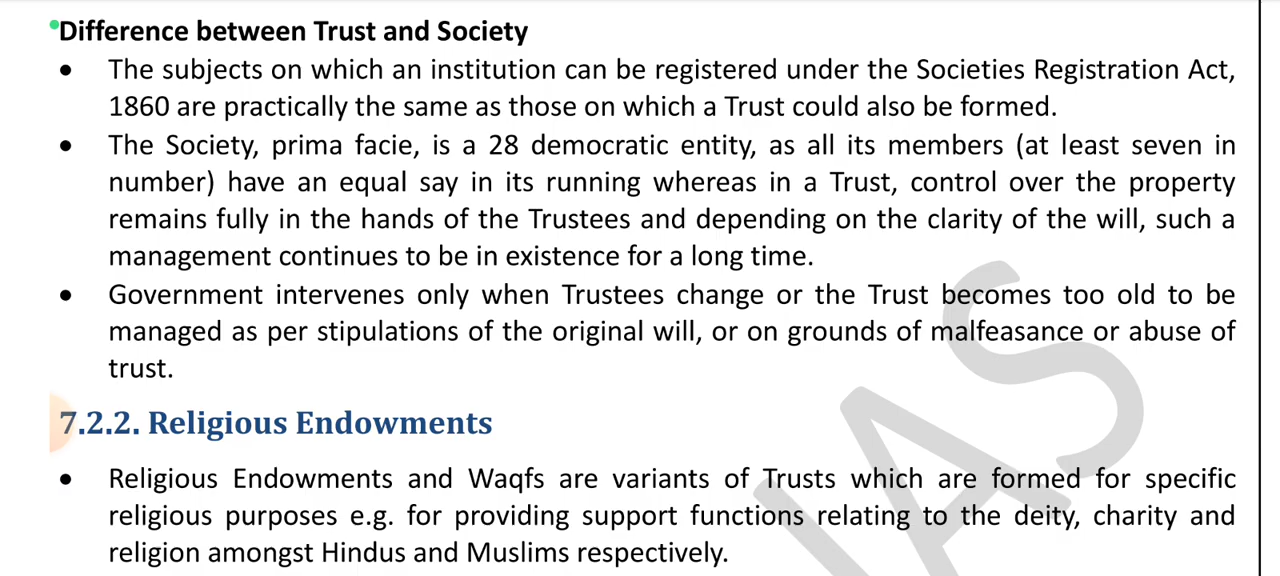 Difference between Trust and Society
• The subjects on which an institution can be registered under the Societies Registration Act,
1860 are practically the same as those on which a Trust could also be formed.
• The Society, prima facie, is a 28 democratic entity, as all its members (at least seven in
number) have an equal say in its running whereas in a Trust, control over the property
remains fully in the hands of the Trustees and depending on the clarity of the will, such a
management continues to be in existence for a long time.
• Government intervenes only when Trustees change or the Trust becomes too old to be
managed as per stipulations of the original will, or on grounds of malfeasance or abuse of
trust.
7.2.2. Religious Endowments
• Religious Endowments and Waqfs are variants of Trusts which are formed for specific
religious purposes e.g. for providing support functions relating to the deity, charity and
religion amongst Hindus and Muslims respectively.
IAS